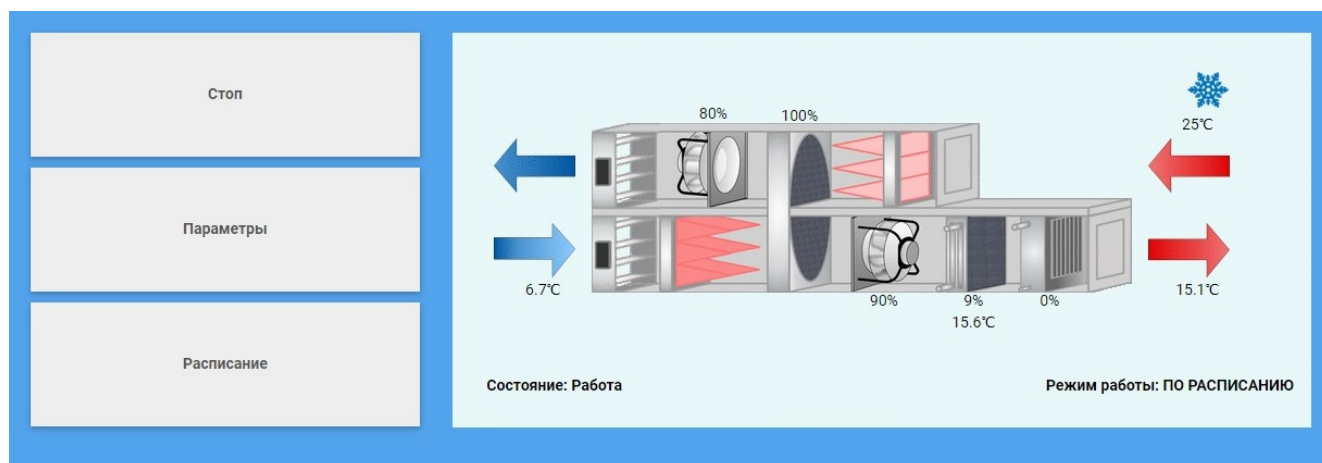 Стоп
Параметры
Расписание
80%
100%
25℃
6.7℃
90%
9%
0%
15.1℃
15.6℃
Состояние: Работа
Режим работы: ПО РАСПИСАНИЮ